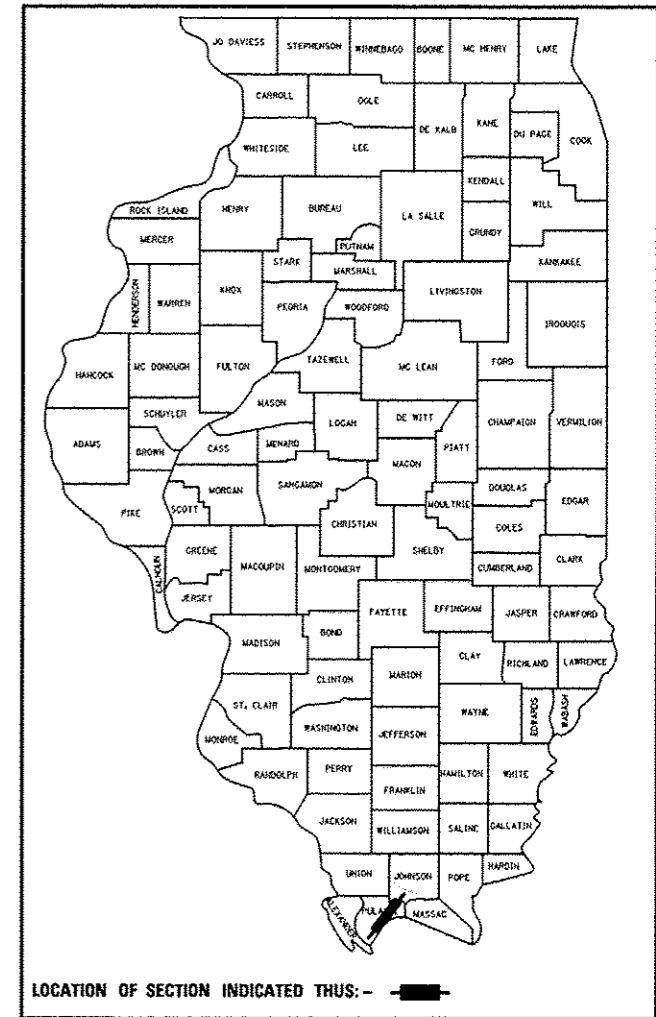 JO DAVIESS STEPHENSON WINNEBAGO BOONE MC HENRY LAKE
CARROLL OGLE DE KALB KANE DU PAGE COOK
WHITESIDE LEE KENDALL WILL
ROCK ISLAND HENRY BUREAU LA SALLE GRUNDY
MERCER PUTNAM KANKAKEE
HENDERSON WARREN KNOX STARK MARSHALL LIVINGSTON
PEORIA WOODFORD IROQUOIS
HANCOCK MC DONOUGH FULTON TAZEWELL MC LEAN FORD
SCHUYLER MASON LOGAN DE WITT CHAMPAIGN VERMILION
ADAMS BROWN CASS MENARD MACON PIATT
PIKE SCOTT MORGAN SANGAMON CHRISTIAN MOULTRIE DOUGLAS EDGAR
COLES
CALHOUN GREENE MACOUPIN MONTGOMERY SHELBY CUMBERLAND CLARK
JERSEY FAYETTE EFFINGHAM JASPER CRAWFORD
MADISON BOND CLAY RICHLAND LAWRENCE
CLINTON MARION
ST. CLAIR WAYNE EDWARDS WABASH
MONROE WASHINGTON JEFFERSON
RANDOLPH PERRY HAMILTON WHITE
FRANKLIN
JACKSON WILLIAMSON SALINE GALLATIN
UNION JOHNSON POPE HARDIN
ALEXANDER PULA MASSAC
LOCATION OF SECTION INDICATED THUS:-